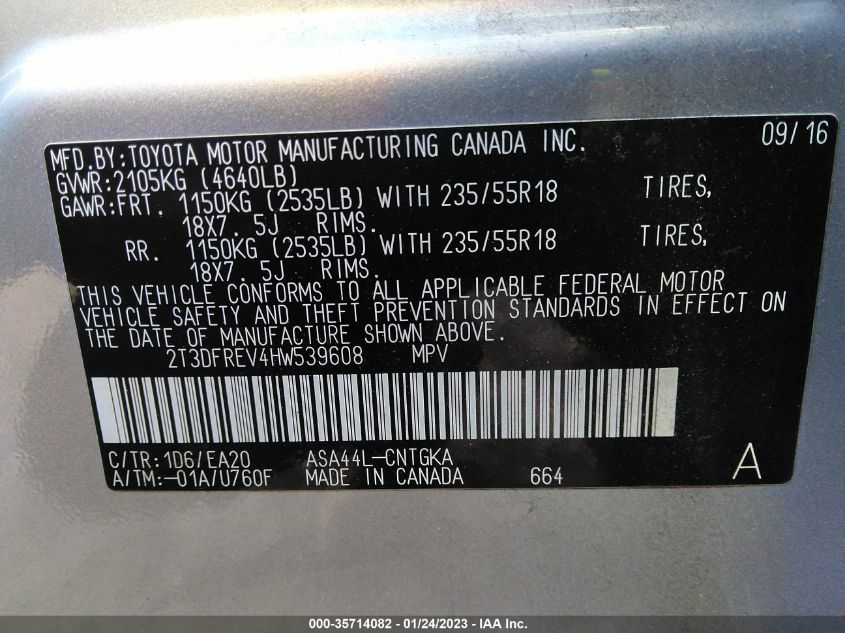 09/16
MFD.BY:TOYOTA MOTOR MANUFACTURING CANADA INC.
GVWR:2105KG (4640LB)
GAWR:FRT. 1150KG (2535LB) WITH 235/55R18 TIRES,
18X7. 5J RIMS.
RR. 1150KG (2535LB) WITH 235/55R18 TIRES,
18X7. 5J RIMS.
THIS VEHICLE CONFORMS TO ALL APPLICABLE FEDERAL MOTOR
VEHICLE SAFETY AND THEFT PREVENTION STANDARDS IN EFFECT ON
THE DATE OF MANUFACTURE SHOWN ABOVE.
2T3DFREV4HW539608 MPV
C/TR:1D6/EA20 ASA44L-CNTGKA
A/TM:-01A/U760F MADE IN CANADA 664 A
000-35714082 - 01/24/2023 - IAA Inc.